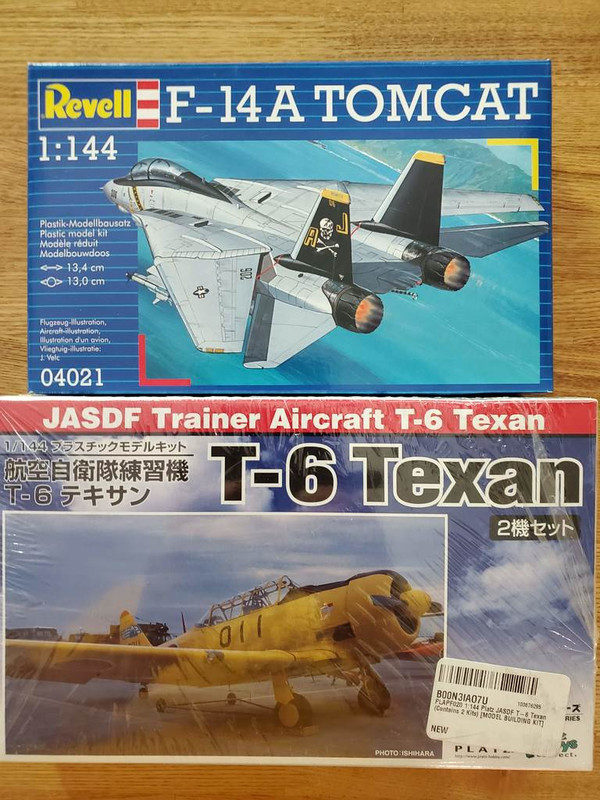 Revell
F-14A TOMCAT
1:144
Plastik-Modellbausatz
Plastic model kit
Modèle réduit
Modelbouwdoos
13,4 cm
13,0 cm
Flugzeug-Illustration,
Aircraft-illustration,
Illustration d'un avion,
Vliegtuig-illustratie:
J. Velc
04021
206
JASDF Trainer Aircraft T-6 Texan
1/144 プラスチックモデルキット
航空自衛隊練習機
T-6 テキサン
T-6 Texan
2機セット
011
PHOTO:ISHIHARA
B00N3IAO7U
PLAPF020 1:144 Platz JASDF T-6 Texan
(Contains 2 Kits) [MODEL BUILDING KIT]
NEW
ERIES
PLATZ